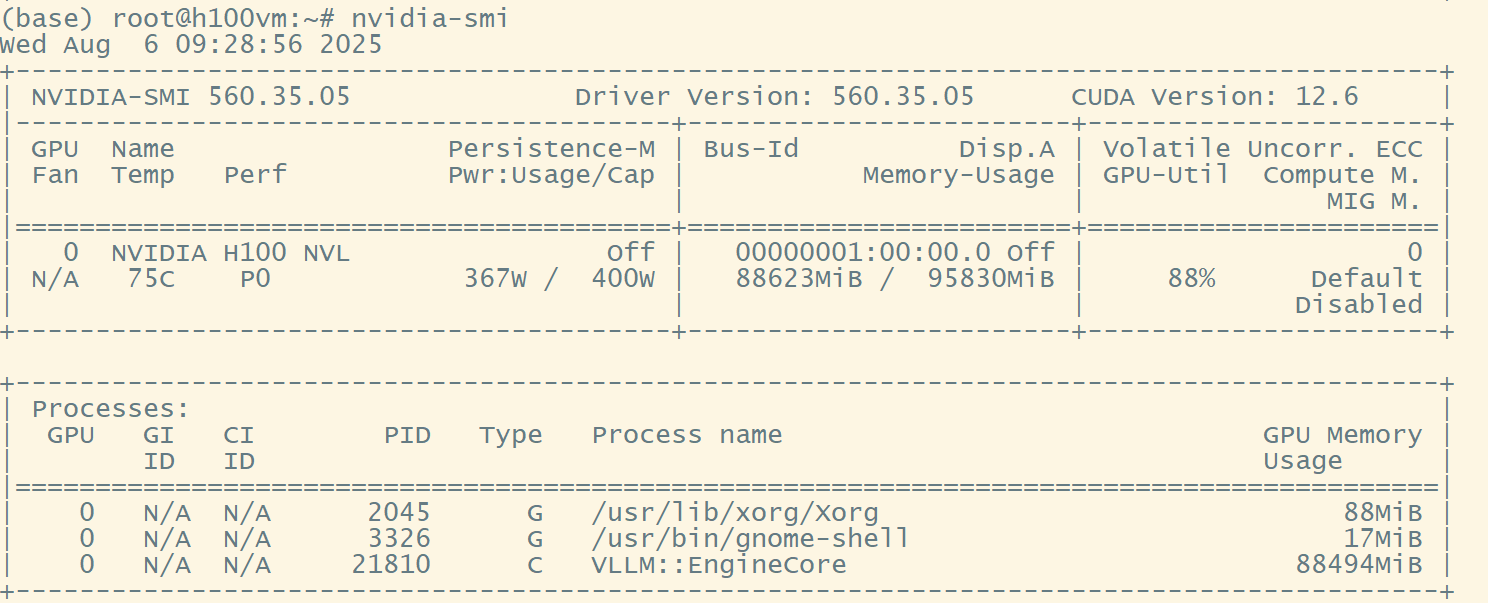 (base) root@h100vm:~# nvidia-smi
Wed Aug  6 09:28:56 2025
+-----------------------------------------------------------------------------------------+
| NVIDIA-SMI 560.35.05              Driver Version: 560.35.05      CUDA Version: 12.6     |
|-----------------------------------------+------------------------+----------------------+
| GPU  Name                 Persistence-M | Bus-Id          Disp.A | Volatile Uncorr. ECC |
| Fan  Temp   Perf          Pwr:Usage/Cap |           Memory-Usage | GPU-Util  Compute M. |
|                                         |                        |               MIG M. |
|=========================================+========================+======================|
|   0  NVIDIA H100 NVL                Off |   00000001:00:00.0 Off |                    0 |
| N/A   75C    P0             367W /  400W |   88623MiB /  95830MiB |     88%      Default |
|                                         |                        |             Disabled |
+-----------------------------------------+------------------------+----------------------+
+-----------------------------------------------------------------------------------------+
| Processes:                                                                              |
|  GPU   GI   CI        PID   Type   Process name                              GPU Memory |
|        ID   ID                                                               Usage      |
|=========================================================================================|
|    0   N/A  N/A      2045      G   /usr/lib/xorg/Xorg                             88MiB |
|    0   N/A  N/A      3326      G   /usr/bin/gnome-shell                           17MiB |
|    0   N/A  N/A     21810      C   VLLM::EngineCore                            88494MiB |
+-----------------------------------------------------------------------------------------+